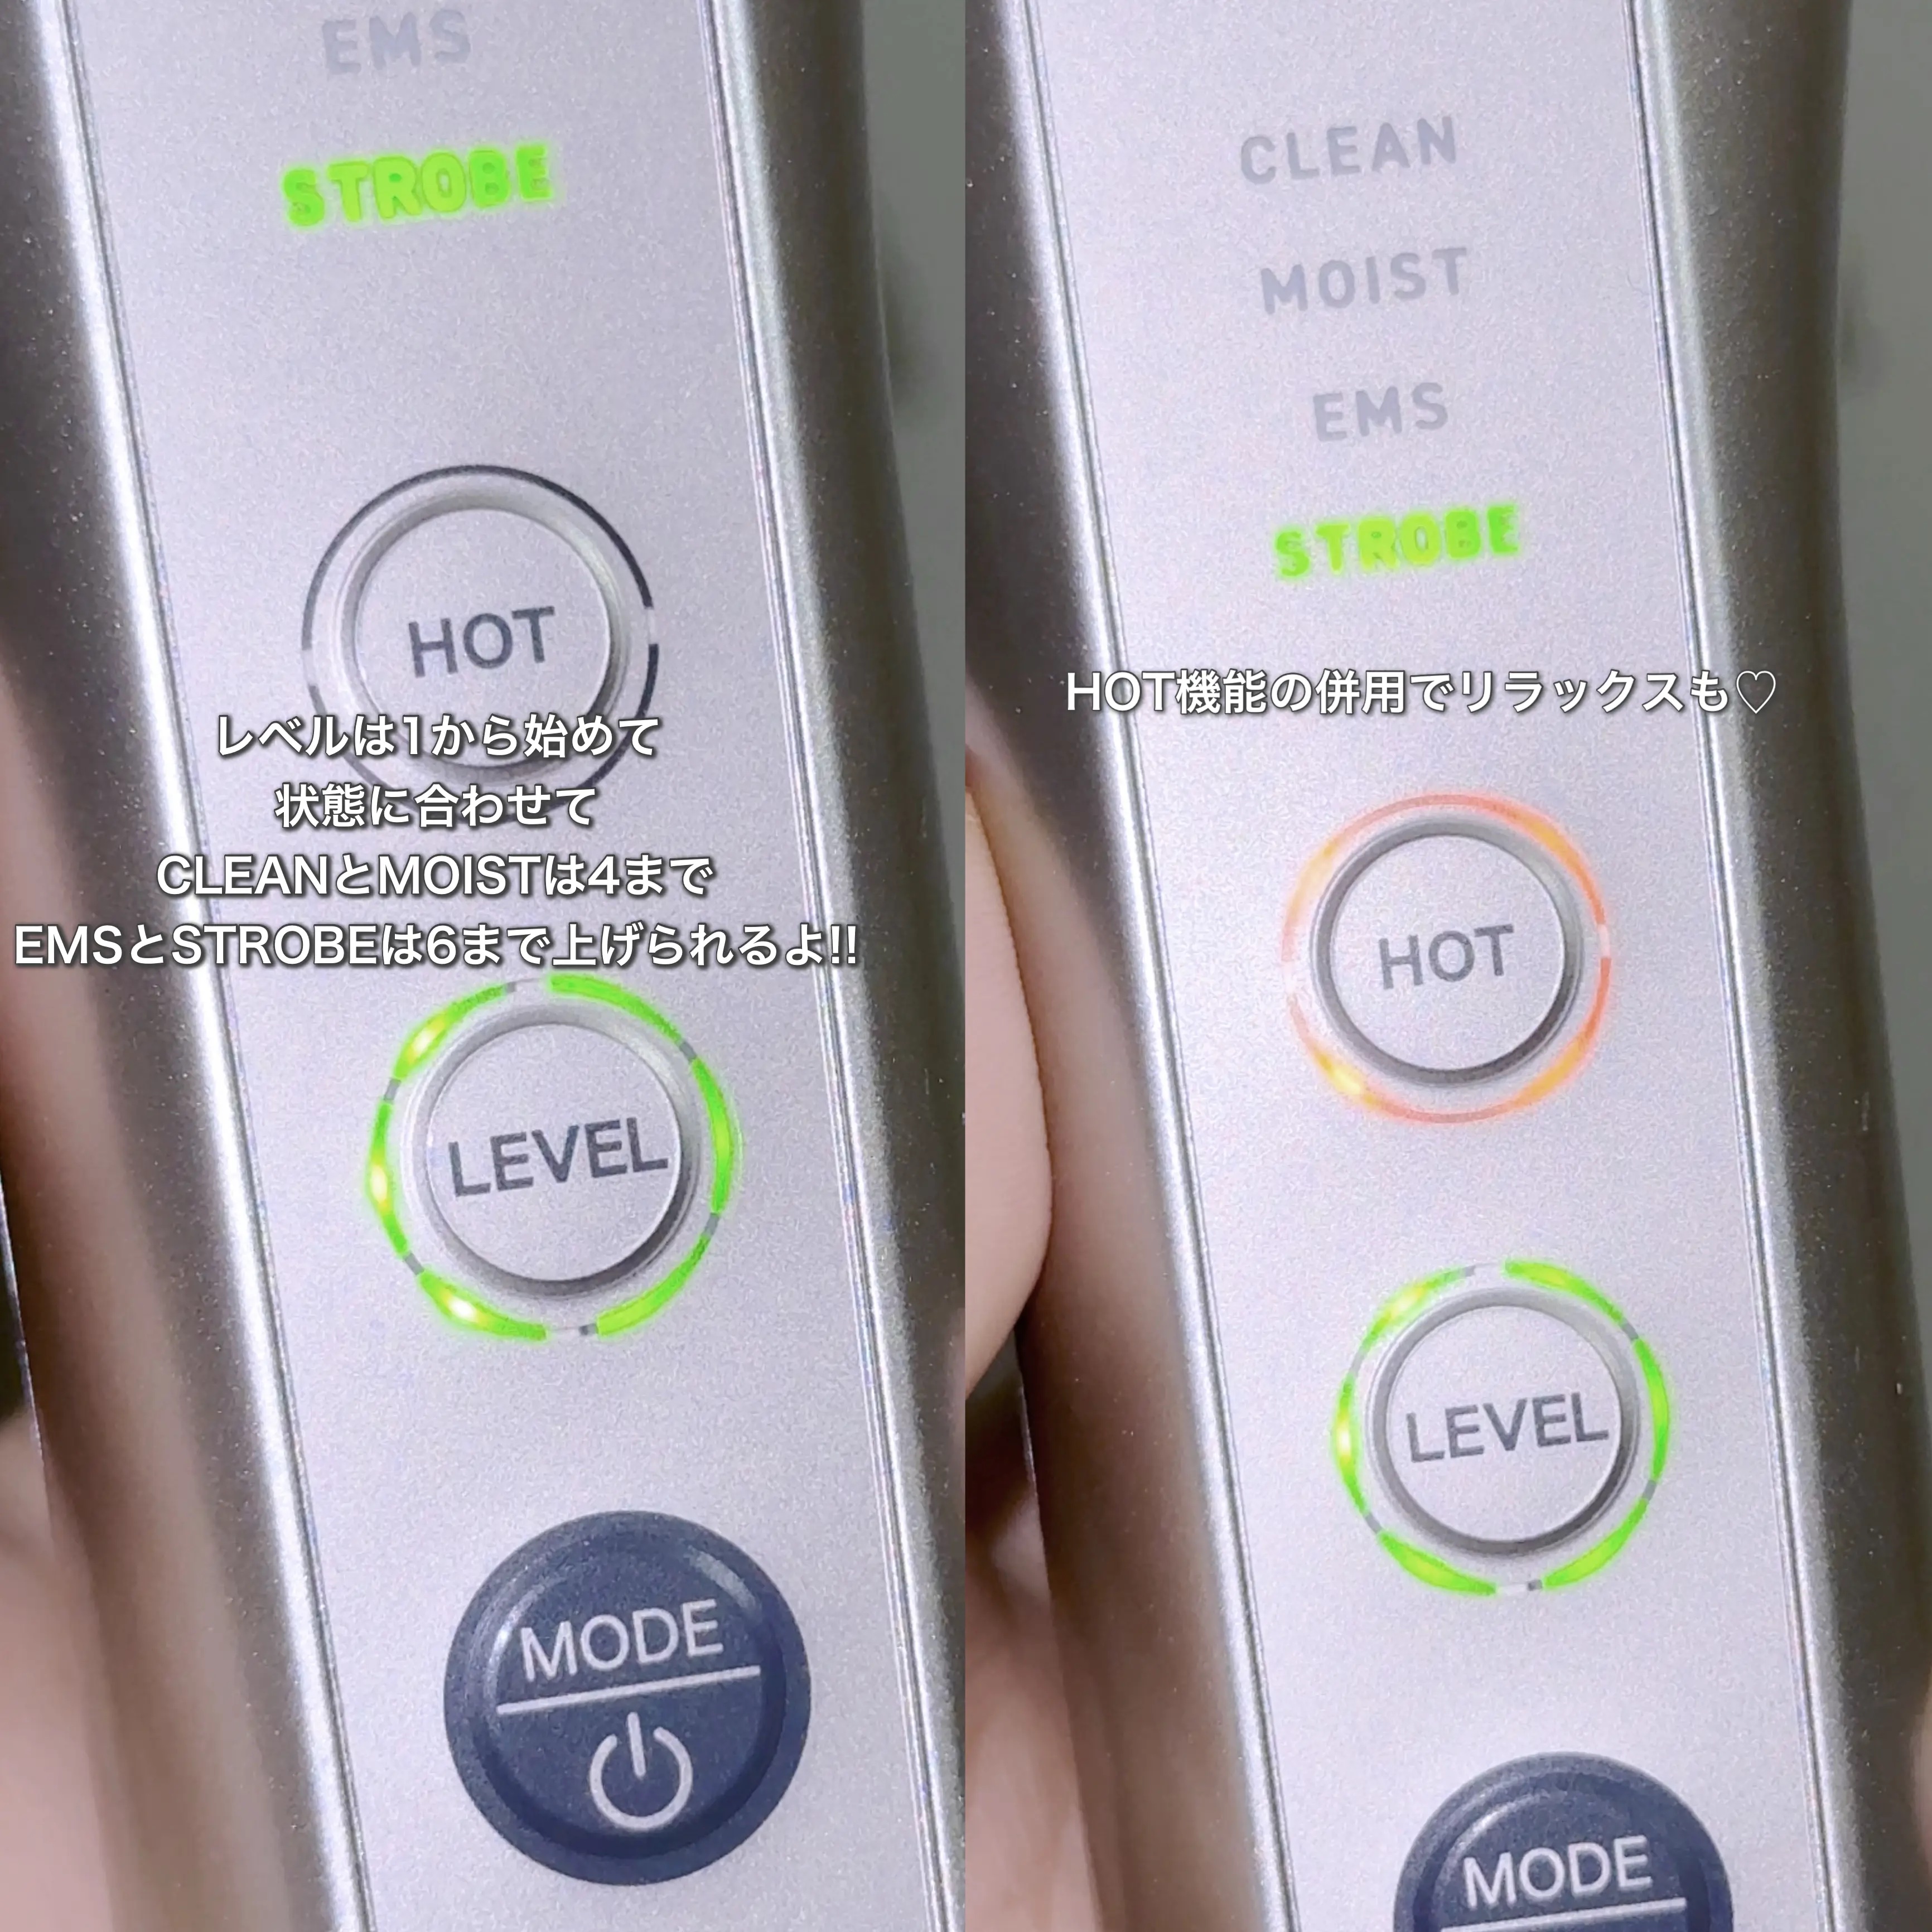 EMS
STROBE
HOT
レベルは1から始めて
状態に合わせて
CLEANとMOISTは4まで
EMSとSTROBEは6まで上げられるよ!!
LEVEL
MODE
CLEAN
MOIST
EMS
STROBE
HOT機能の併用でリラックスも♡
HOT
LEVEL
MODE